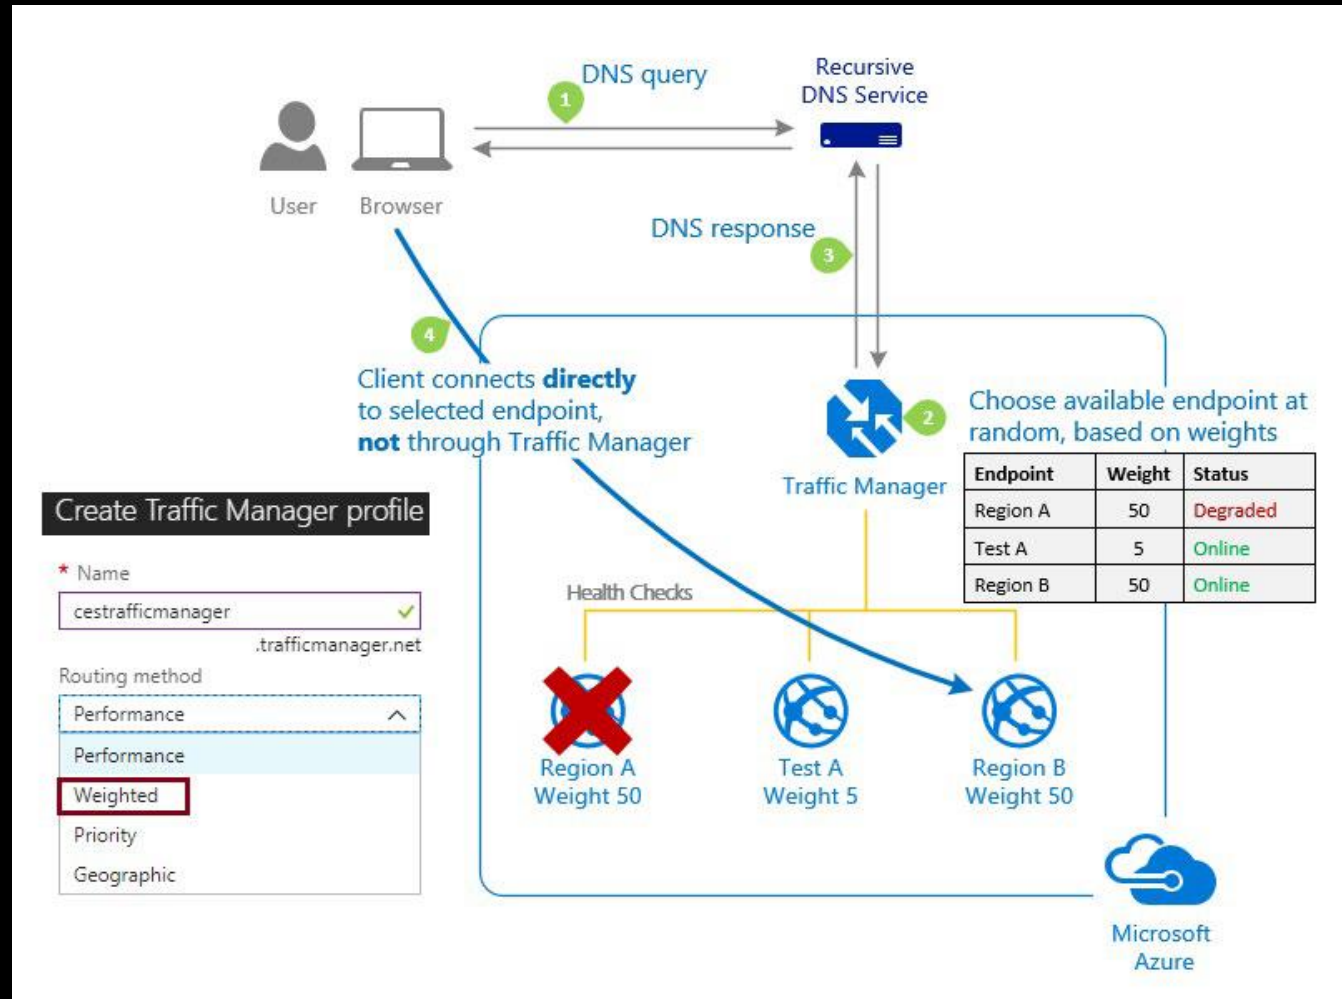 DNS query
1
Recursive
DNS Service
User
Browser
DNS response
3
4
Client connects directly
to selected endpoint,
not through Traffic Manager
2
Choose available endpoint at
random, based on weights
Traffic Manager
Endpoint Weight Status
Region A 50 Degraded
Test A 5 Online
Region B 50 Online
Create Traffic Manager profile
* Name
cestrafficmanager
.trafficmanager.net
Routing method
Performance
Performance
Weighted
Priority
Geographic
Health Checks
Region A
Weight 50
Test A
Weight 5
Region B
Weight 50
Microsoft
Azure